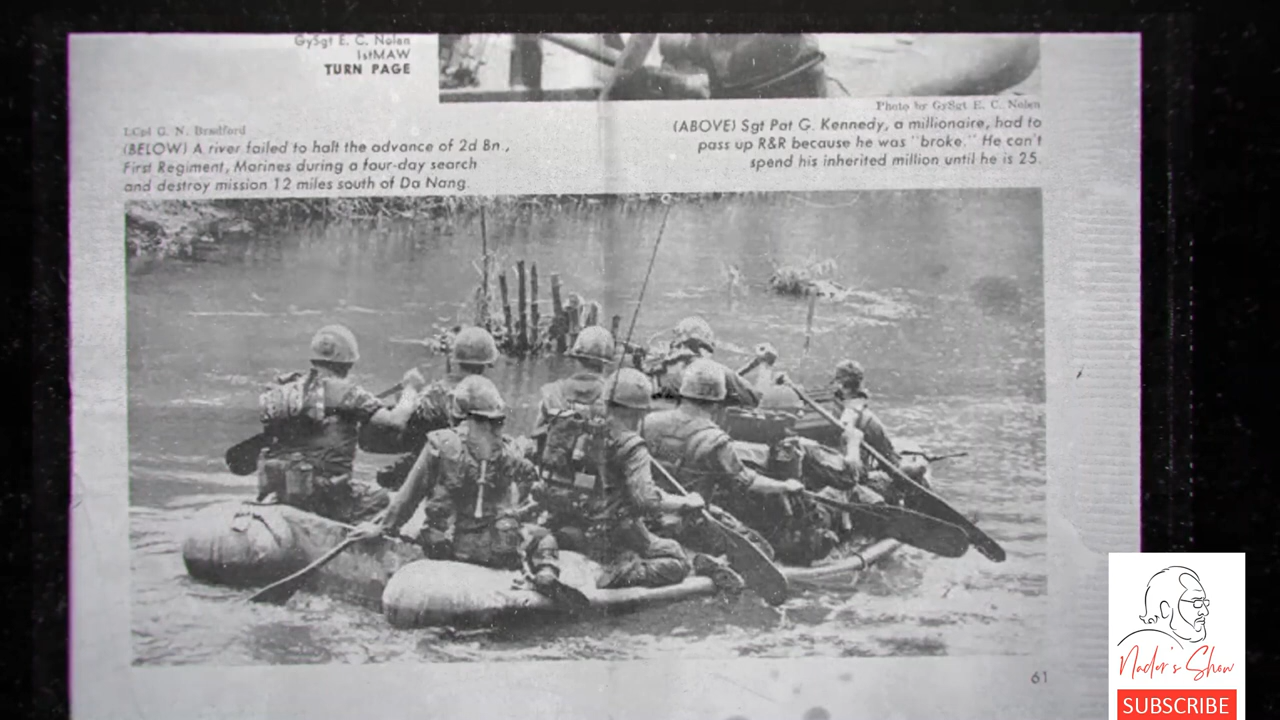 GySgt E. C. Nolen
1stMAW
TURN PAGE
Photo by GySgt E. C. Nolen
(ABOVE) Sgt Pat G. Kennedy, a millionaire, had to
pass up R&R because he was "broke." He can't
spend his inherited million until he is 25.
LCpl G. N. Bradford
(BELOW) A river failed to halt the advance of 2d Bn.,
First Regiment, Marines during a four-day search
and destroy mission 12 miles south of Da Nang.
61
Nader's Show
SUBSCRIBE